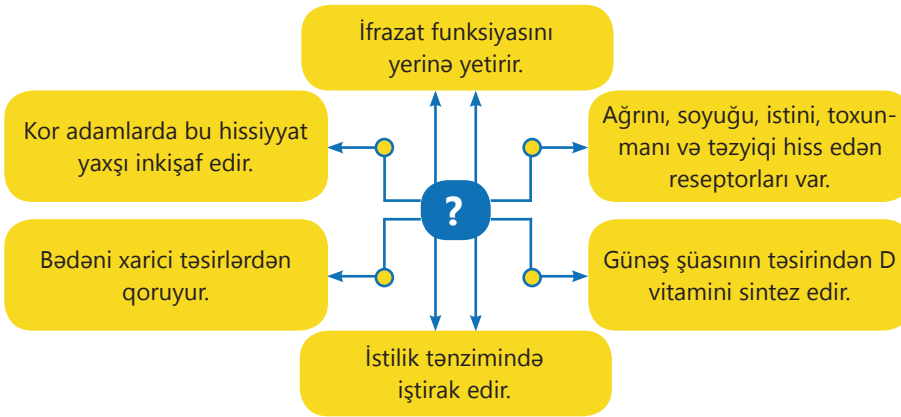 İfrazat funksiyasını
yerinə yetirir.
Kor adamlarda bu hissiyyat
yaxşı inkişaf edir.
Ağrını, soyuğu, istini, toxun-
manı və təzyiqi hiss edən
reseptorları var.
?
Bədəni xarici təsirlərdən
qoruyur.
Günəş şüasının təsirindən D
vitamini sintez edir.
İstilik tənzimində
iştirak edir.